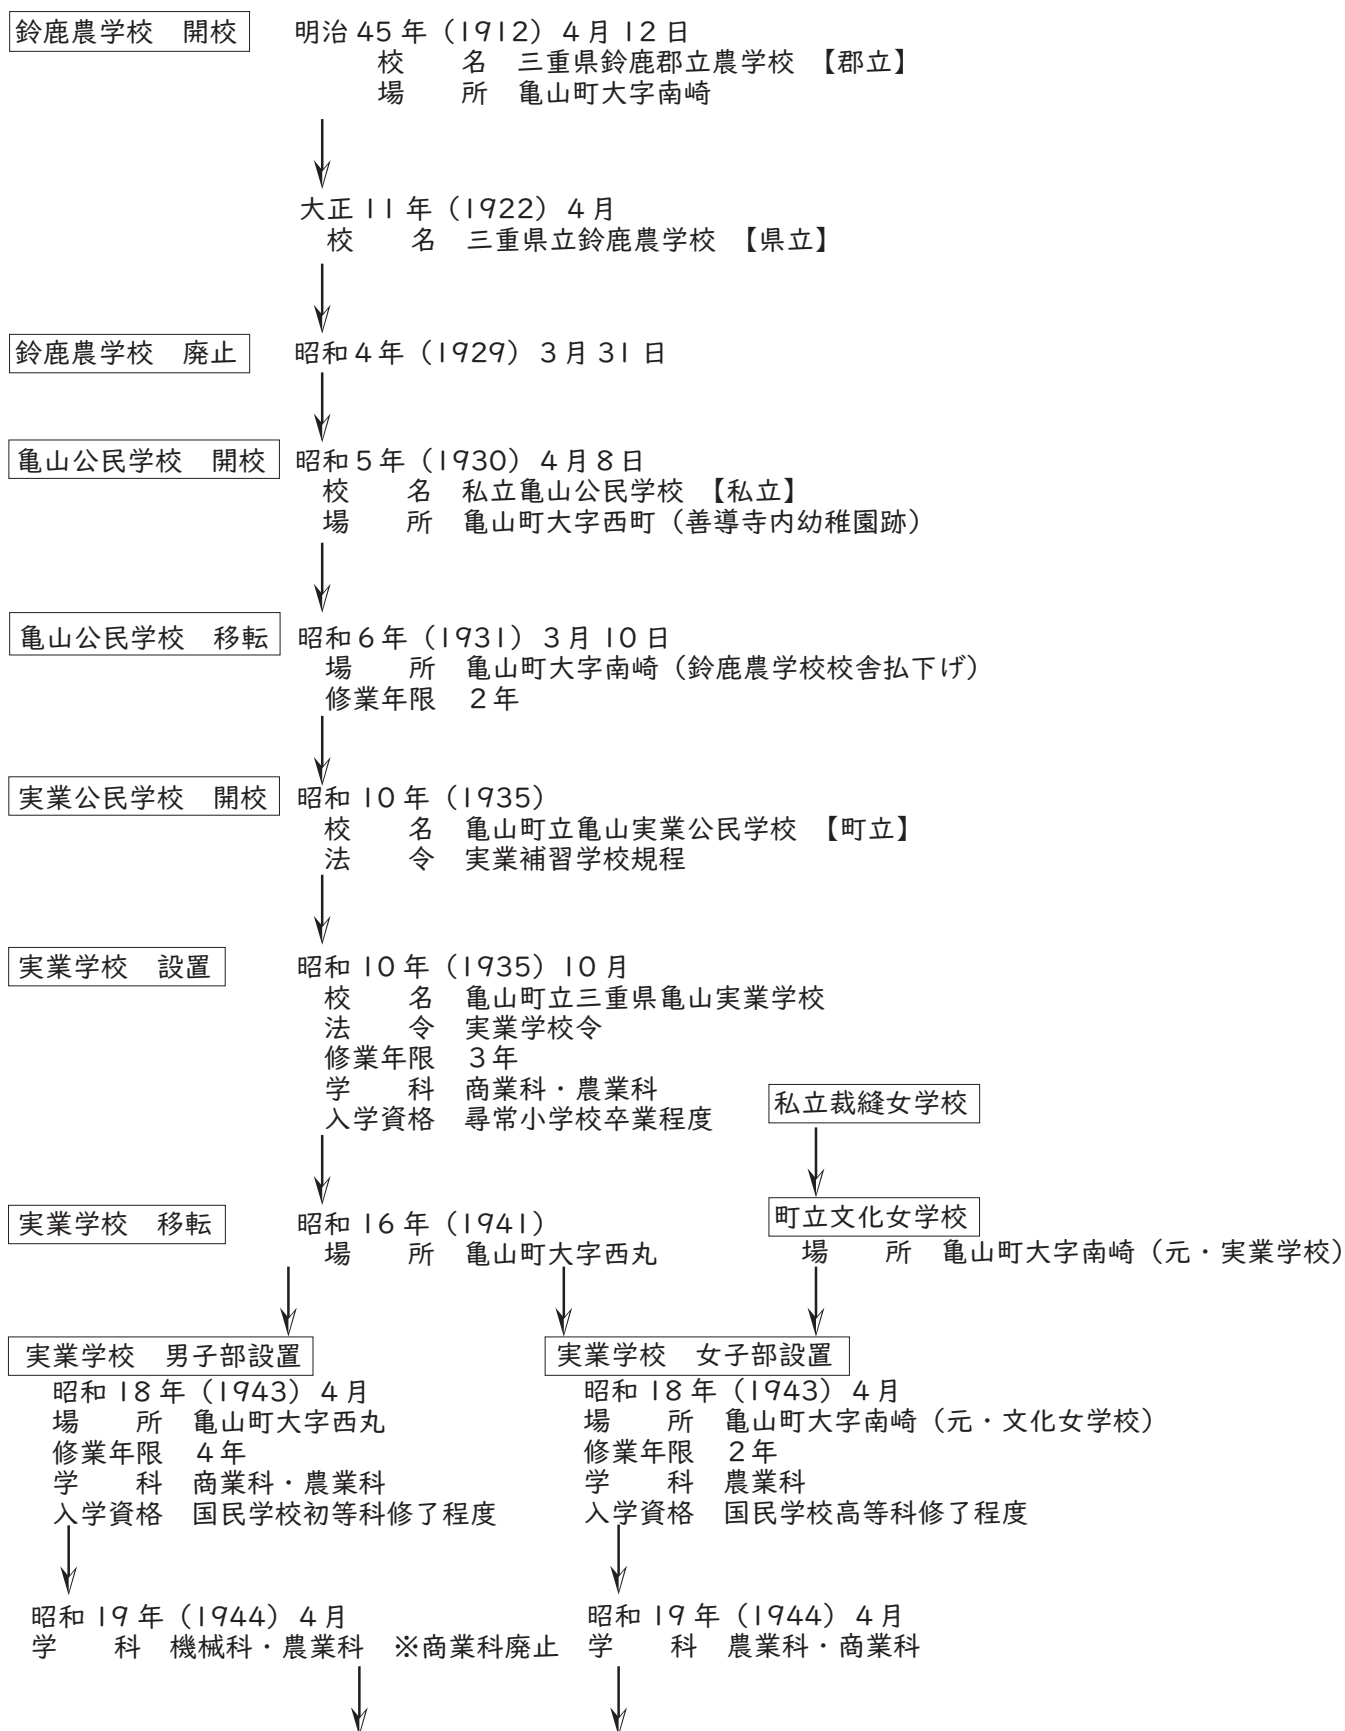 鈴鹿農学校　開校　明治45年（1912）4月12日
校　　名　三重県鈴鹿郡立農学校　【郡立】
場　　所　亀山町大字南崎
大正11年（1922）4月
校　　名　三重県立鈴鹿農学校　【県立】
鈴鹿農学校　廃止　昭和4年（1929）3月31日
亀山公民学校　開校　昭和5年（1930）4月8日
校　　名　私立亀山公民学校　【私立】
場　　所　亀山町大字西町（善導寺内幼稚園跡）
亀山公民学校　移転　昭和6年（1931）3月10日
場　　所　亀山町大字南崎（鈴鹿農学校校舎払下げ）
修業年限　2年
実業公民学校　開校　昭和10年（1935）
校　　名　亀山町立亀山実業公民学校　【町立】
法　　令　実業補習学校規程
実業学校　設置　昭和10年（1935）10月
校　　名　亀山町立三重県亀山実業学校
法　　令　実業学校令
修業年限　3年
学　　科　商業科・農業科
入学資格　尋常小学校卒業程度
私立裁縫女学校
実業学校　移転　昭和16年（1941）
場　　所　亀山町大字西丸
町立文化女学校
場　　所　亀山町大字南崎（元・実業学校）
実業学校　男子部設置
昭和18年（1943）4月
場　　所　亀山町大字西丸
修業年限　4年
学　　科　商業科・農業科
入学資格　国民学校初等科修了程度
昭和19年（1944）4月
学　　科　機械科・農業科　※商業科廃止
実業学校　女子部設置
昭和18年（1943）4月
場　　所　亀山町大字南崎（元・文化女学校）
修業年限　2年
学　　科　農業科
入学資格　国民学校高等科修了程度
昭和19年（1944）4月
学　　科　農業科・商業科